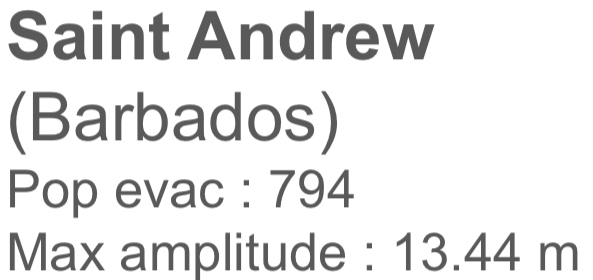 Saint Andrew
(Barbados)
Pop evac : 794
Max amplitude : 13.44 m